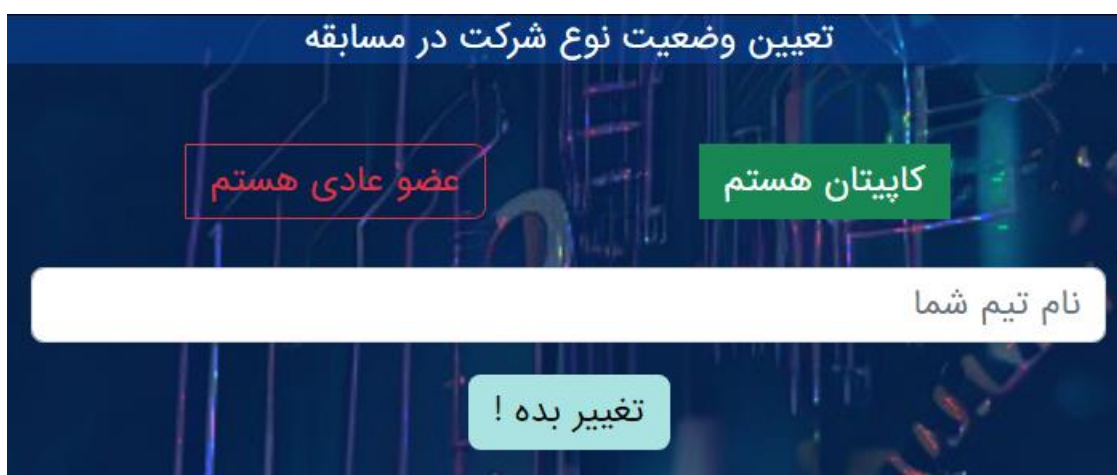 تعیین وضعیت نوع شرکت در مسابقه
کاپیتان هستم
عضو عادی هستم
نام تیم شما
تغییر بده !